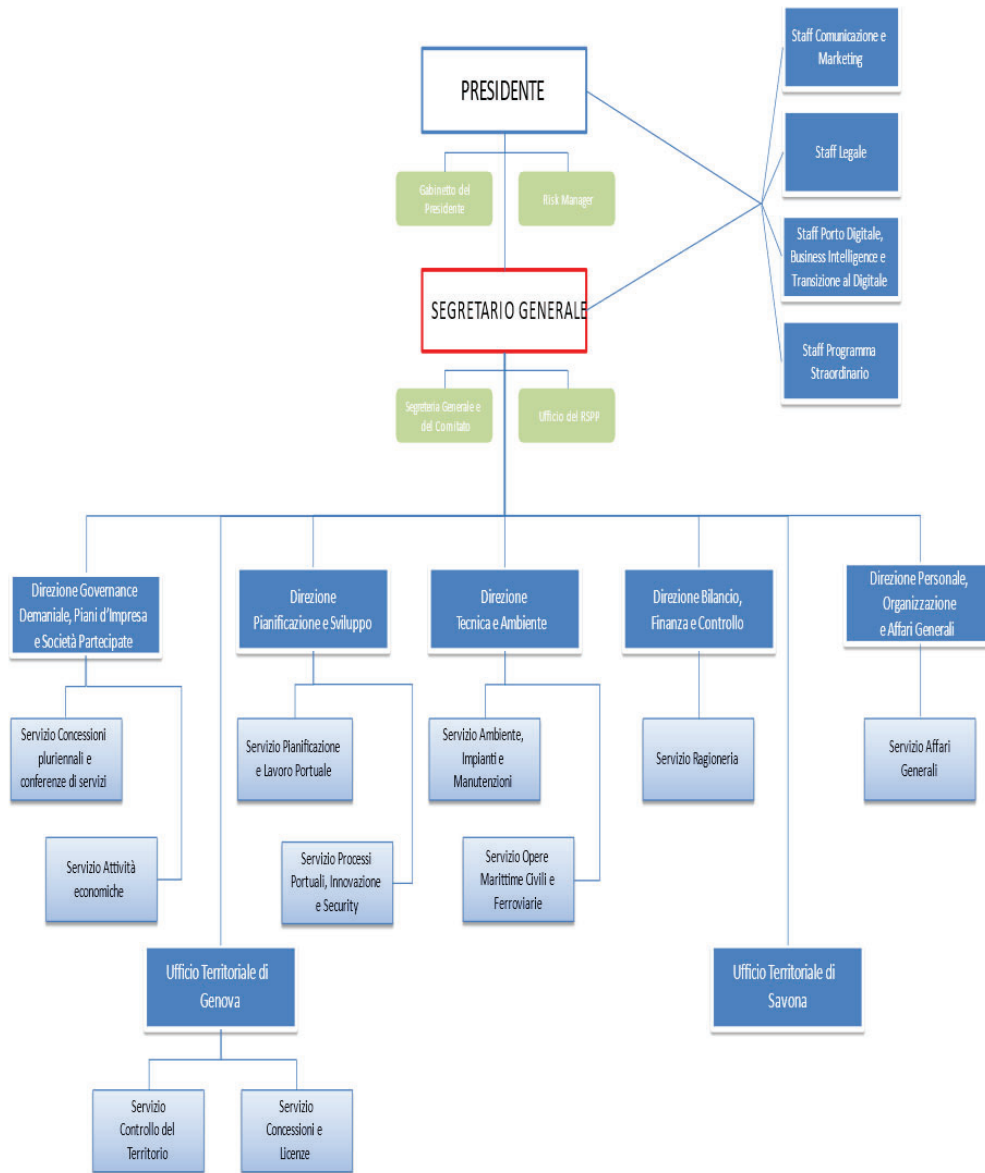 Staff Comunicazione e
Marketing
PRESIDENTE
Staff Legale
Gabinetto del
Presidente
Risk Manager
Staff Porto Digitale,
Business Intelligence e
Transizione al Digitale
SEGRETARIO GENERALE
Staff Programma
Straordinario
Segreteria Generale e
del Comitato
Ufficio del RSPP
Direzione Governance
Demaniale, Piani d'Impresa
e Società Partecipate
Direzione
Pianificazione e Sviluppo
Direzione
Tecnica e Ambiente
Direzione Bilancio,
Finanza e Controllo
Direzione Personale,
Organizzazione
e Affari Generali
Servizio Concessioni
pluriennali e
conferenze di servizi
Servizio Pianificazione
e Lavoro Portuale
Servizio Ambiente,
Impianti e
Manutenzioni
Servizio Ragioneria
Servizio Affari
Generali
Servizio Attività
economiche
Servizio Processi
Portuali, Innovazione
e Security
Servizio Opere
Marittime Civili e
Ferroviarie
Ufficio Territoriale di
Genova
Ufficio Territoriale di
Savona
Servizio
Controllo del
Territorio
Servizio
Concessioni e
Licenze